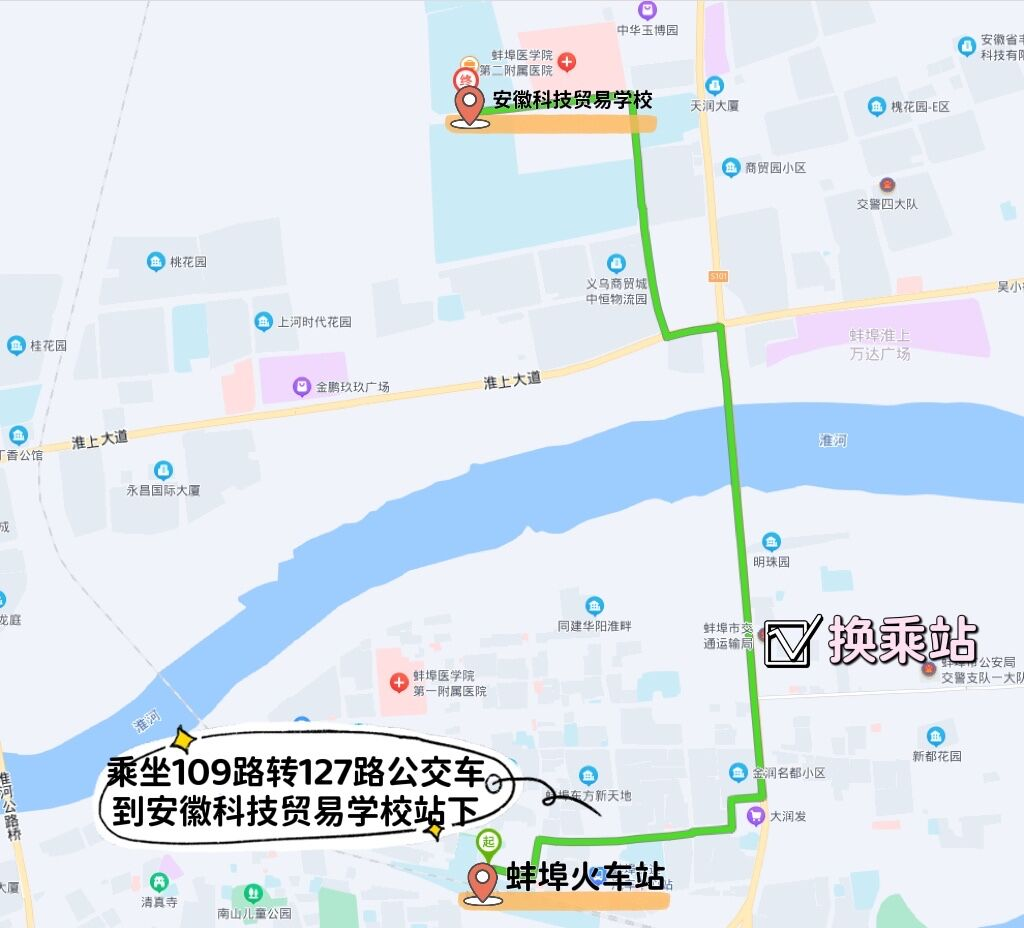 中华玉博园
蚌埠医学院
第二附属医院
终
安徽科技贸易学校
天润大厦
槐花园-E区
商贸园小区
交警四大队
桃花园
义乌商贸城
中恒物流园
S101
上河时代花园
桂花园
蚌埠淮上
万达广场
金鹏玖玖广场
淮上大道
淮上大道
丁香公馆
淮河
永昌国际大厦
明珠园
龙庭
同建华阳淮畔
蚌埠市交
通运输局
换乘站
蚌埠市公安局
交警支队一大队
蚌埠医学院
第一附属医院
淮河
新都花园
乘坐109路转127路公交车
到安徽科技贸易学校站下
金润名都小区
蚌埠东方新天地
淮河公路桥
大润发
起
蚌埠火车站
清真寺
南山儿童公园